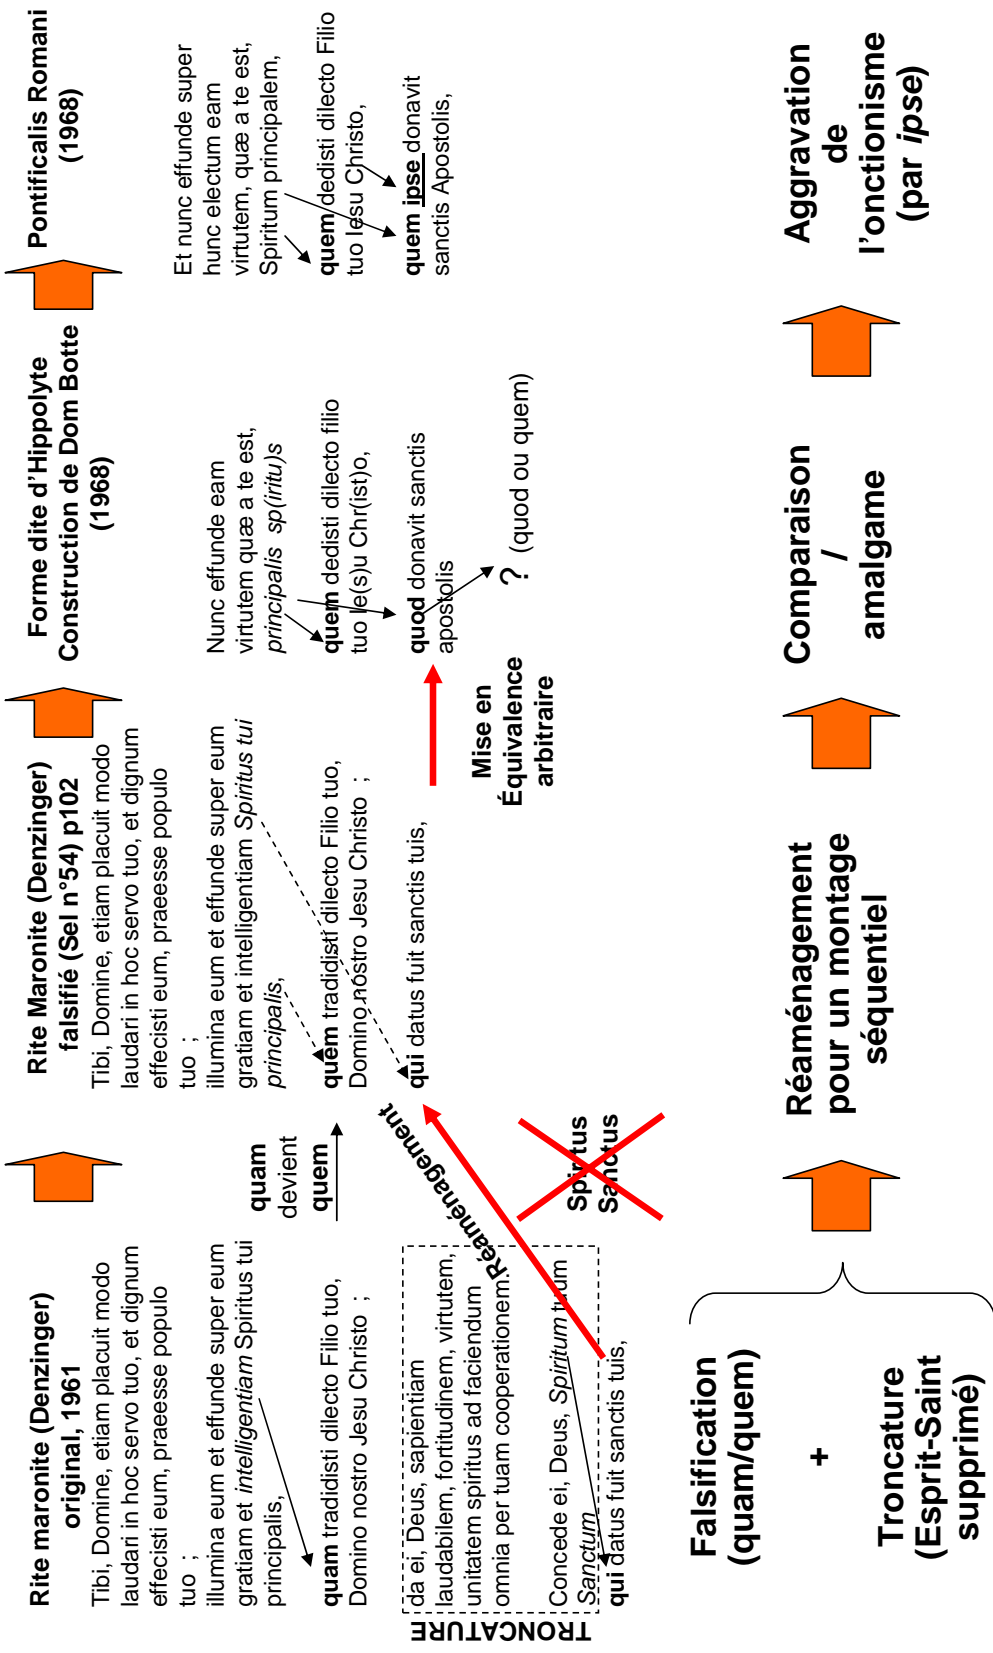 Rite maronite (Denzinger)
original, 1961
Tibi, Domine, etiam placuit modo
laudari in hoc servo tuo, et dignum
effecisti eum, praeesse populo
tuo ;
illumina eum et effunde super eum
gratiam et intelligentiam Spiritus tui
principalis,
quam tradidisti dilecto Filio tuo,
Domino nostro Jesu Christo ;
TRONCATURE
da ei, Deus, sapientiam
laudabilem, fortitudinem, virtutem,
unitatem spiritus ad faciendum
omnia per tuam cooperationem.
Concede ei, Deus, Spiritum tuum
Sanctum
qui datus fuit sanctis tuis,
quam
devient
quem
Réaménagement
Spiritus
Sanctus
Rite Maronite (Denzinger)
falsifié (Sel n°54) p102
Tibi, Domine, etiam placuit modo
laudari in hoc servo tuo, et dignum
effecisti eum, praeesse populo
tuo ;
illumina eum et effunde super eum
gratiam et intelligentiam Spiritus tui
principalis,
quem tradidisti dilecto Filio tuo,
Domino nostro Jesu Christo ;
qui datus fuit sanctis tuis,
Mise en
Équivalence
arbitraire
Forme dite d'Hippolyte
Construction de Dom Botte
(1968)
Nunc effunde eam
virtutem quæ a te est,
principalis sp(iritu)s
quem dedisti dilecto filio
tuo Ie(s)u Chr(ist)o,
quod donavit sanctis
apostolis
? (quod ou quem)
Pontificalis Romani
(1968)
Et nunc effunde super
hunc electum eam
virtutem, quæ a te est,
Spiritum principalem,
quem dedisti dilecto Filio
tuo Iesu Christo,
quem ipse donavit
sanctis Apostolis,
Falsification
(quam/quem)
+
Troncature
(Esprit-Saint
supprimé)
Réaménagement
pour un montage
séquentiel
Comparaison
/
amalgame
Aggravation
de
l'onctionisme
(par ipse)